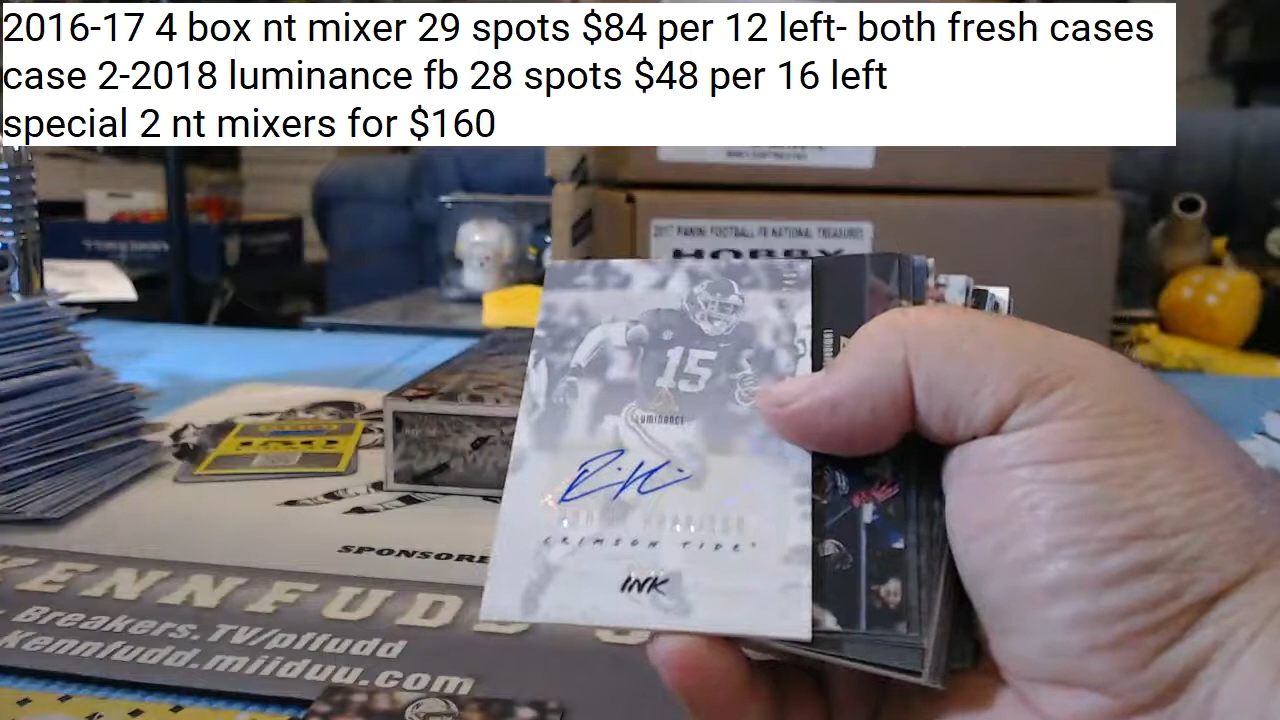 2016-17 4 box nt mixer 29 spots $84 per 12 left- both fresh cases
case 2-2018 luminance fb 28 spots $48 per 16 left
special 2 nt mixers for $160
2017 PANINI FOOTBALL FB NATIONAL TREASURES
HOBBY
15
LUMINANCE
CRIMSON TIDE
INK
SPONSORE
KENNFUDD
Breakers.TV/pffudd
Kennfudd.miiduu.com